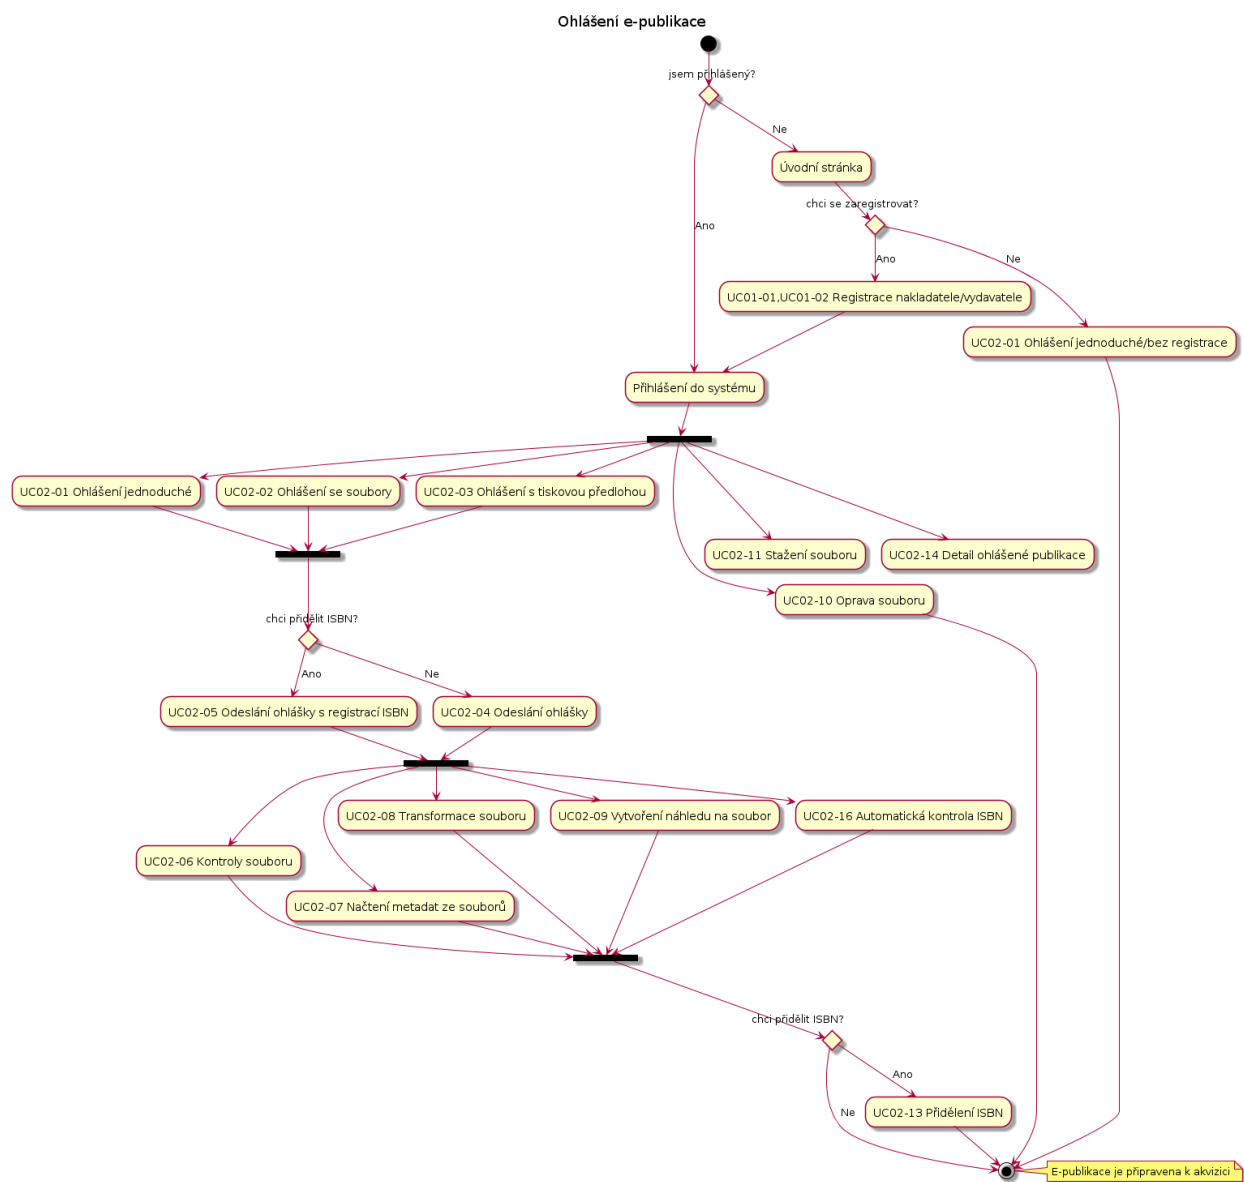 Ohlášení e-publikace
jsem přihlášený?
Ne
Úvodní stránka
chci se zaregistrovat?
Ano
Ano
Ne
UC01-01,UC01-02 Registrace nakladatele/vydavatele
UC02-01 Ohlášení jednoduché/bez registrace
Přihlášení do systému
UC02-01 Ohlášení jednoduché
UC02-02 Ohlášení se soubory
UC02-03 Ohlášení s tiskovou předlohou
UC02-11 Stažení souboru
UC02-14 Detail ohlášené publikace
UC02-10 Oprava souboru
chci přidělit ISBN?
Ano
Ne
UC02-05 Odeslání ohlášky s registrací ISBN
UC02-04 Odeslání ohlášky
UC02-08 Transformace souboru
UC02-09 Vytvoření náhledu na soubor
UC02-16 Automatická kontrola ISBN
UC02-06 Kontroly souboru
UC02-07 Načtení metadat ze souborů
chci přidělit ISBN?
Ano
Ne
UC02-13 Přidělení ISBN
E-publikace je připravena k akvizici